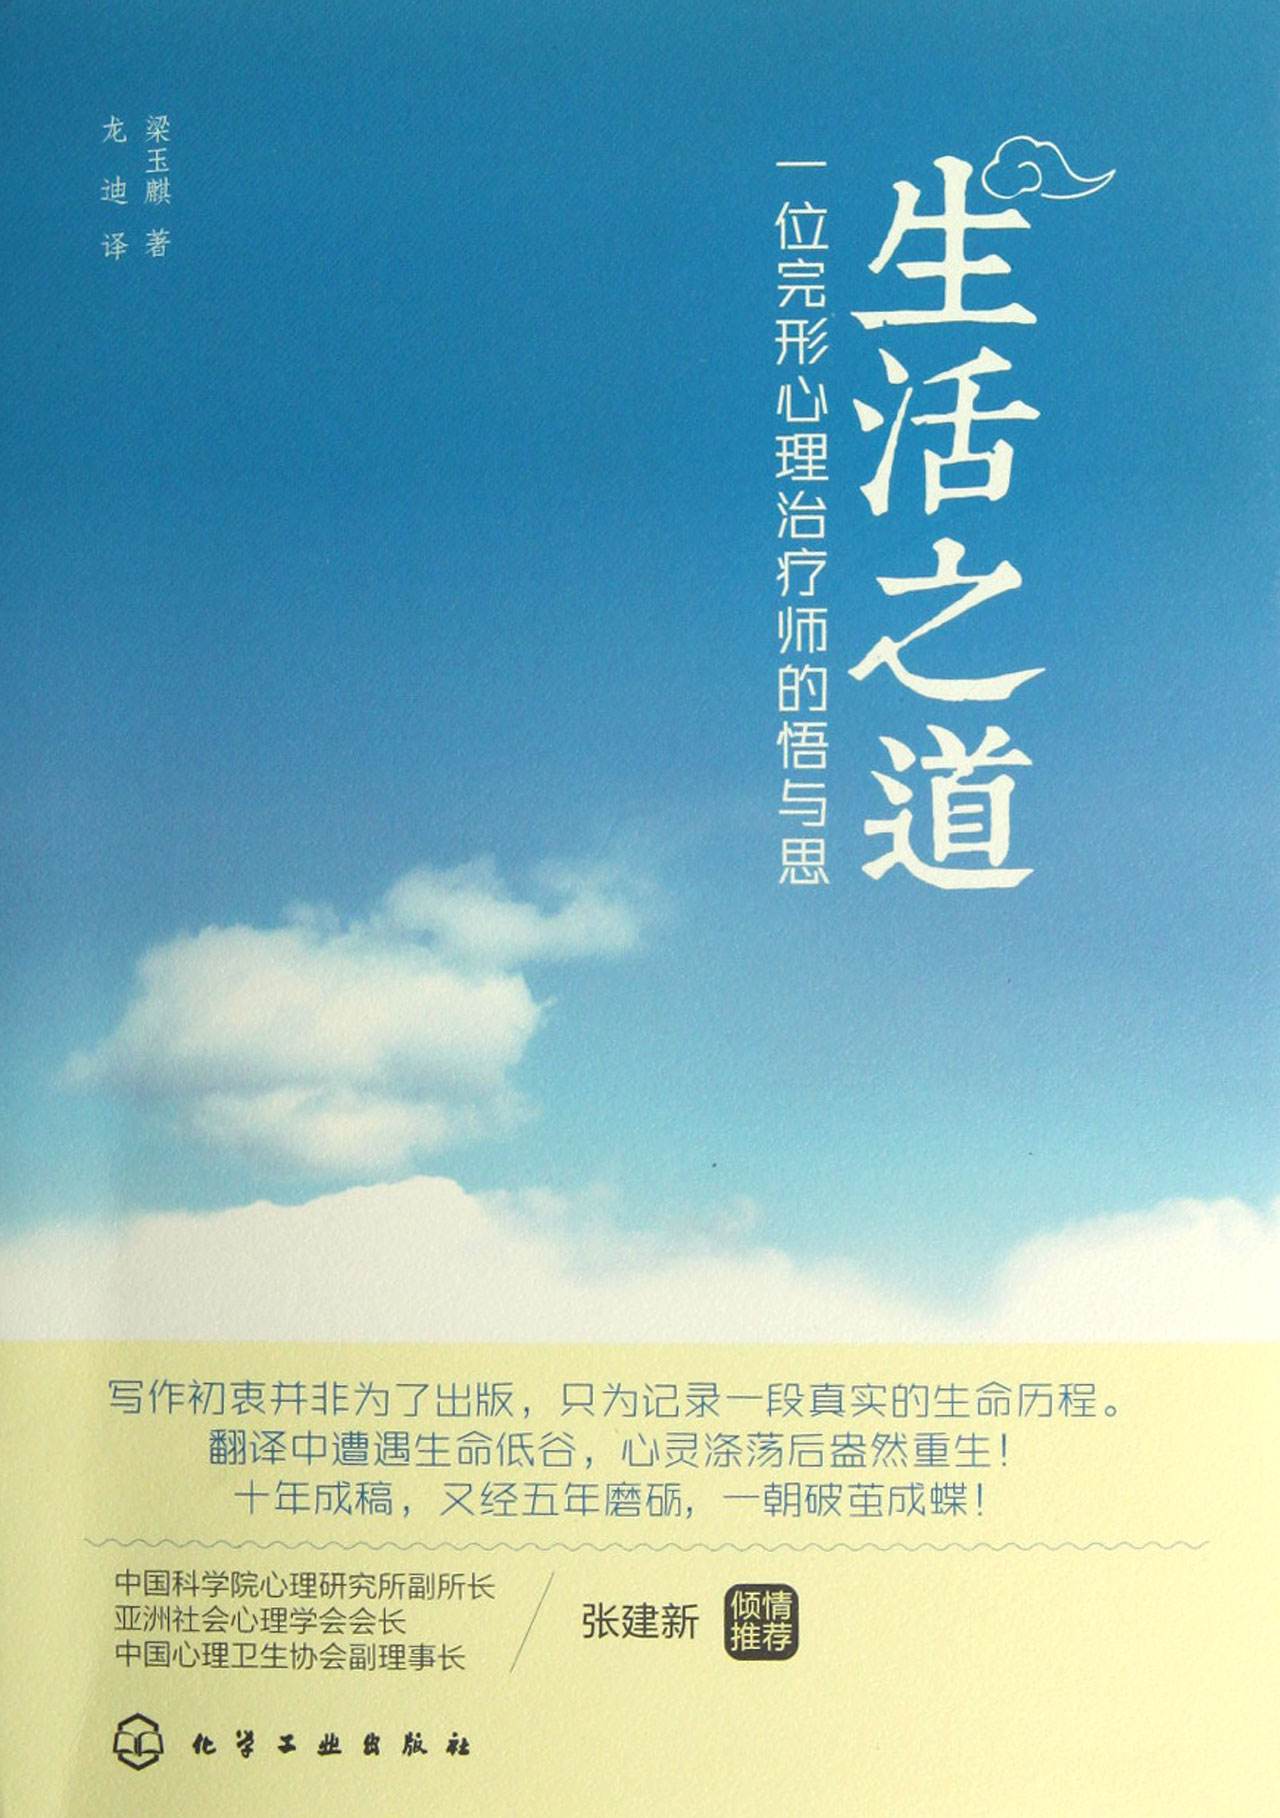 生活之道
一位完形心理治疗师的悟与思
梁玉麒 著
龙迪 译
写作初衷并非为了出版，只为记录一段真实的生命历程。
翻译中遭遇生命低谷，心灵涤荡后盎然重生！
十年成稿，又经五年磨砺，一朝破茧成蝶！
中国科学院心理研究所副所长
亚洲社会心理学会会长
中国心理卫生协会副理事长
张建新
倾情
推荐
化学工业出版社